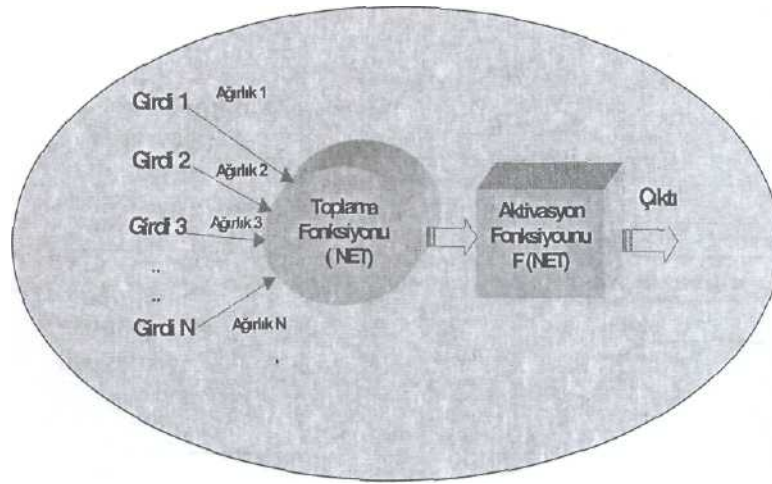 Girdi 1 Ağırlık 1
Girdi 2 Ağırlık 2
Girdi 3 Ağırlık 3
..
..
Girdi N Ağırlık N
Toplama
Fonksiyonu
(NET)
Aktivasyon
Fonksiyounu
F (NET)
Çıktı